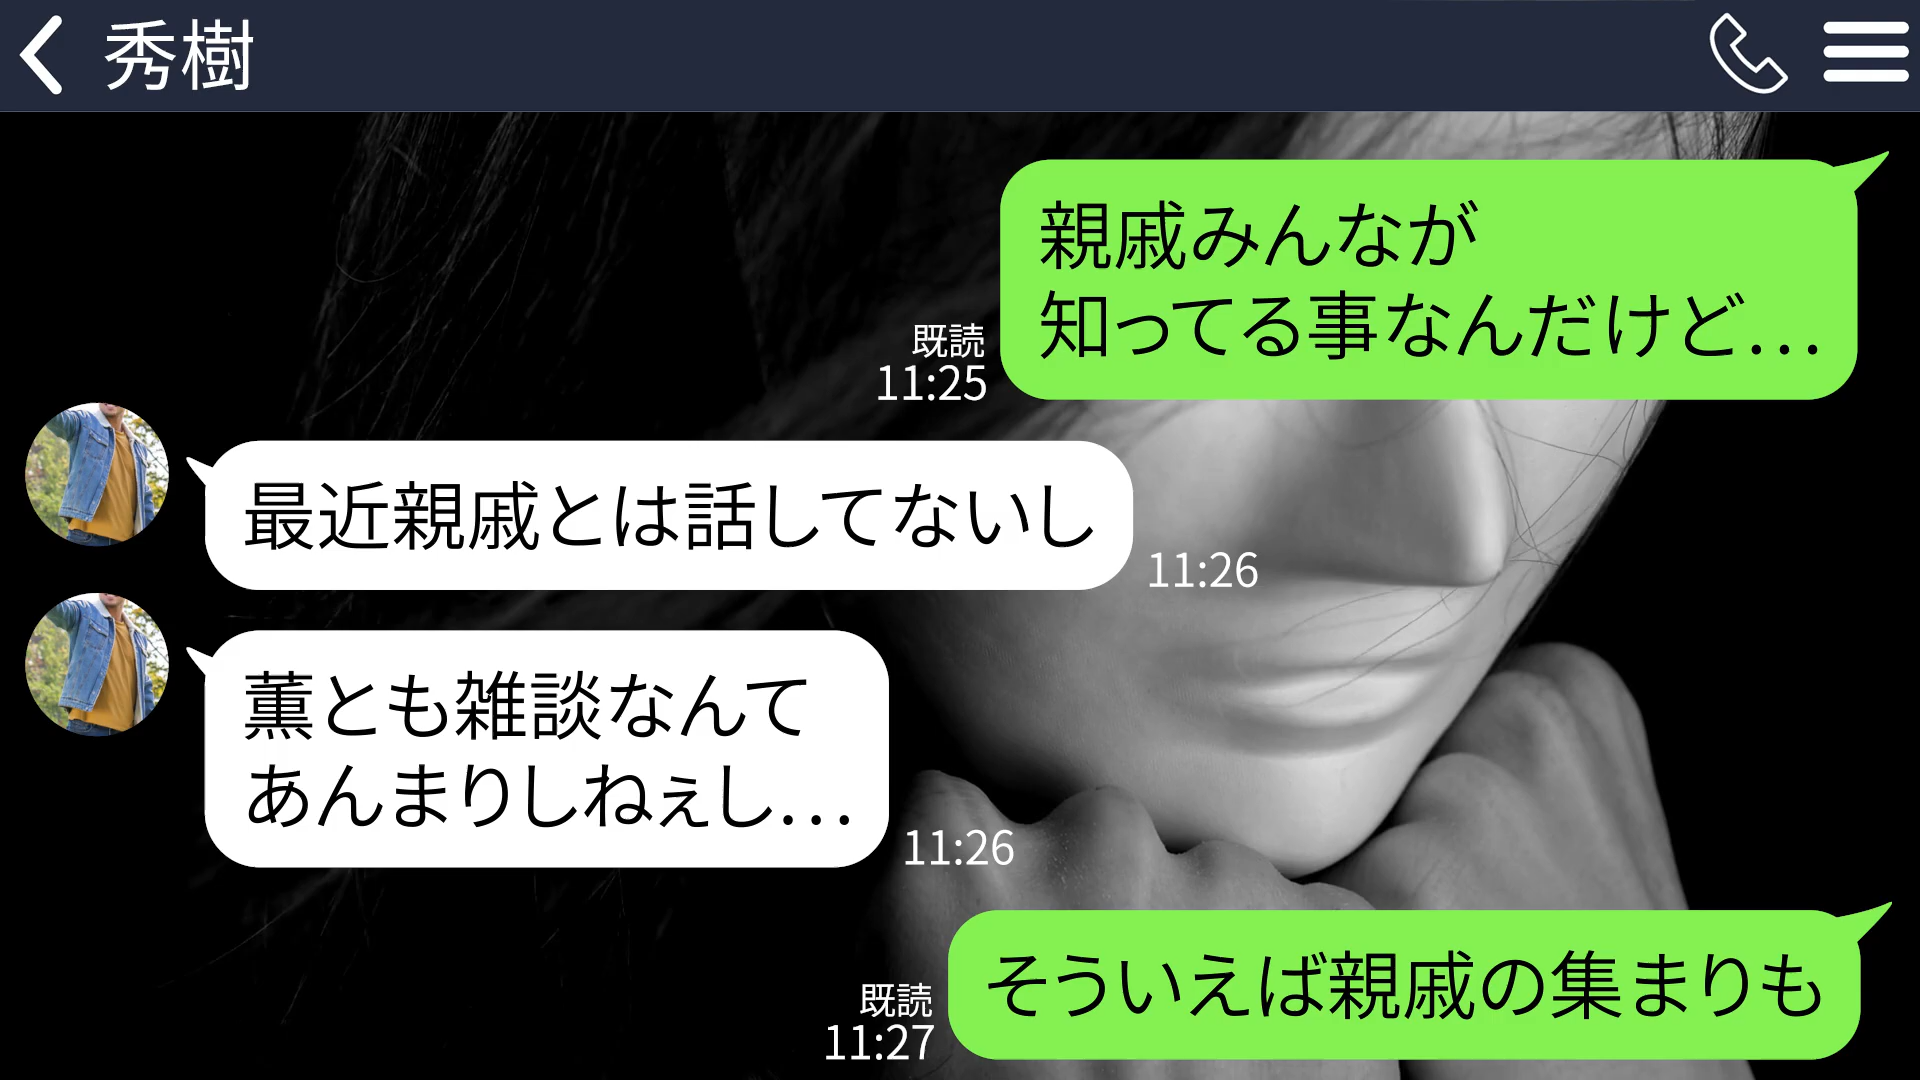 秀樹
親戚みんなが
知ってる事なんだけど…
既読
11:25
最近親戚とは話してないし
11:26
薫とも雑談なんて
あんまりしねぇし…
11:26
そういえば親戚の集まりも
既読
11:27